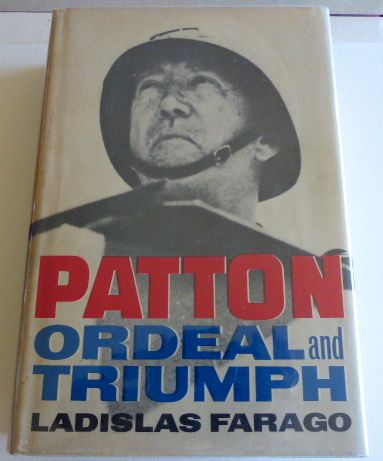 PATTON
ORDEAL and
TRIUMPH
LADISLAS FARAGO